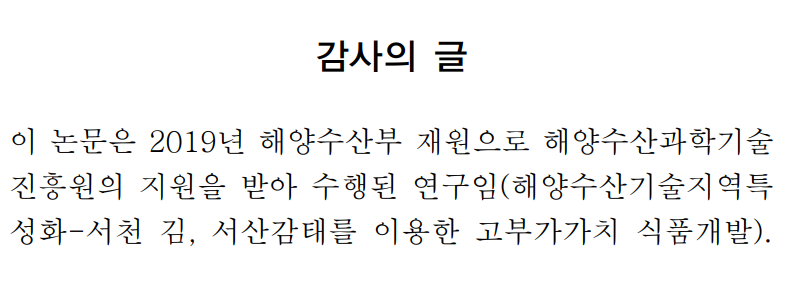 감사의 글
이 논문은 2019년 해양수산부 재원으로 해양수산과학기술
진흥원의 지원을 받아 수행된 연구임(해양수산기술지역특
성화-서천 김, 서산감태를 이용한 고부가가치 식품개발).